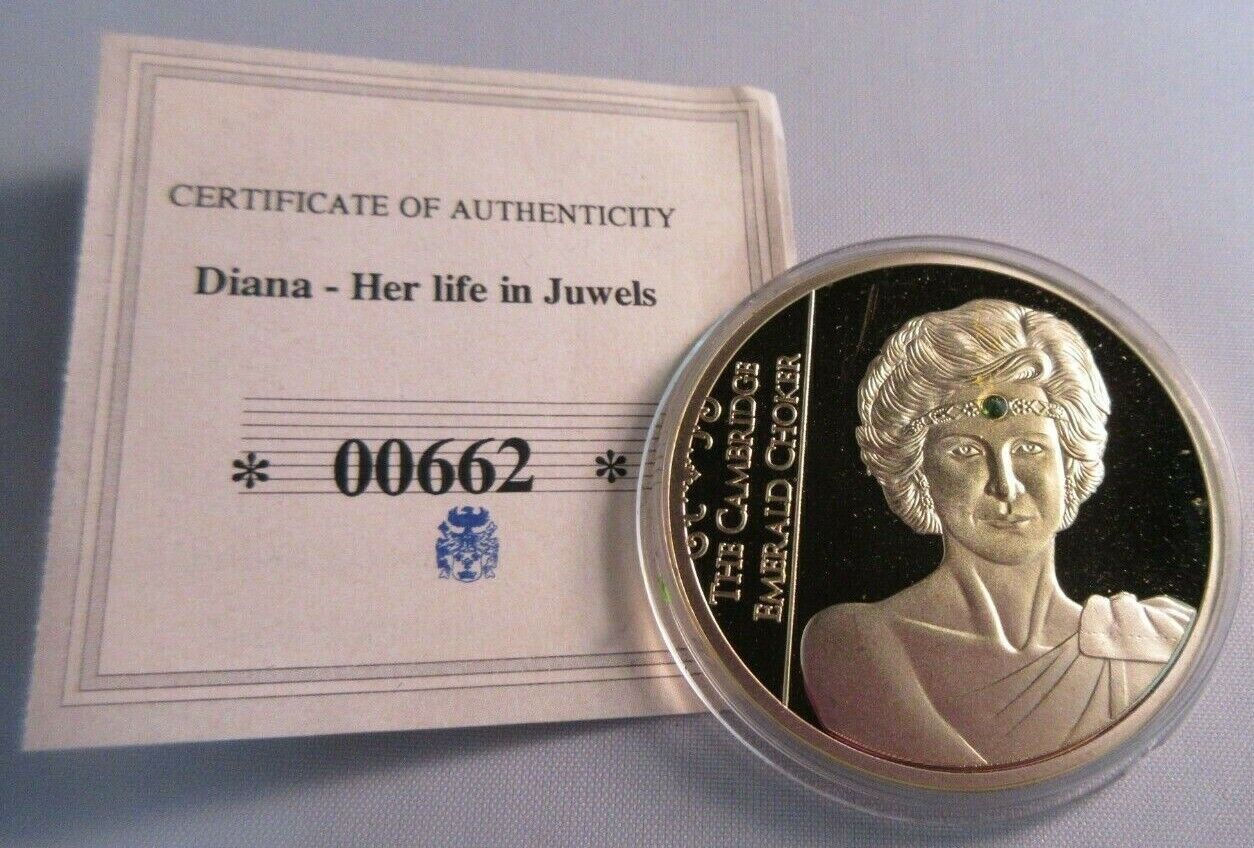 CERTIFICATE OF AUTHENTICITY
Diana - Her life in Juwels
* 00662 *
THE CAMBRIDGE
EMERALD CHOKER